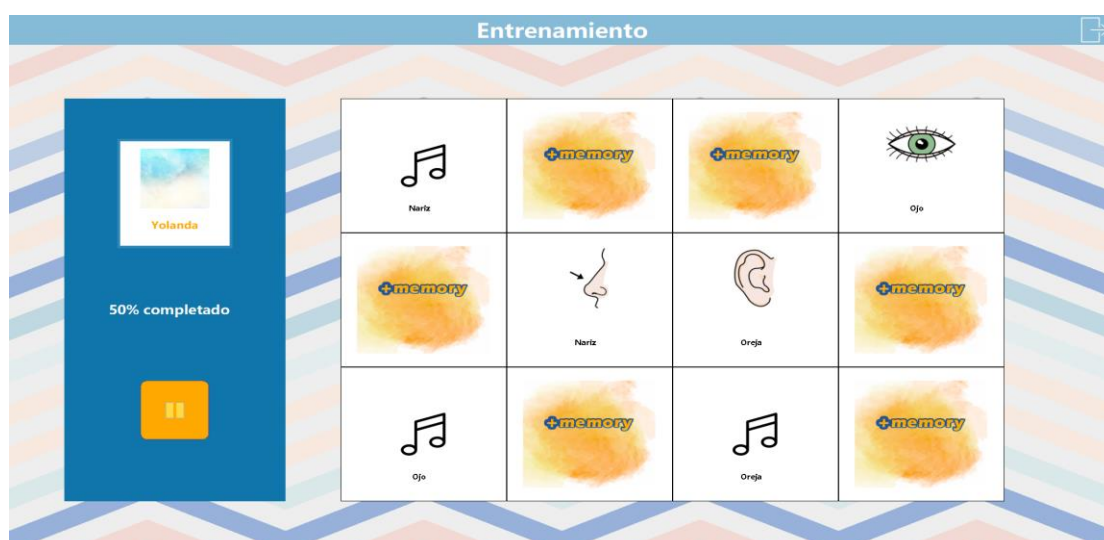 Entrenamiento
Yolanda
50% completado
Nariz
+memory
+memory
Ojo
+memory
Nariz
Oreja
+memory
Ojo
+memory
Oreja
+memory